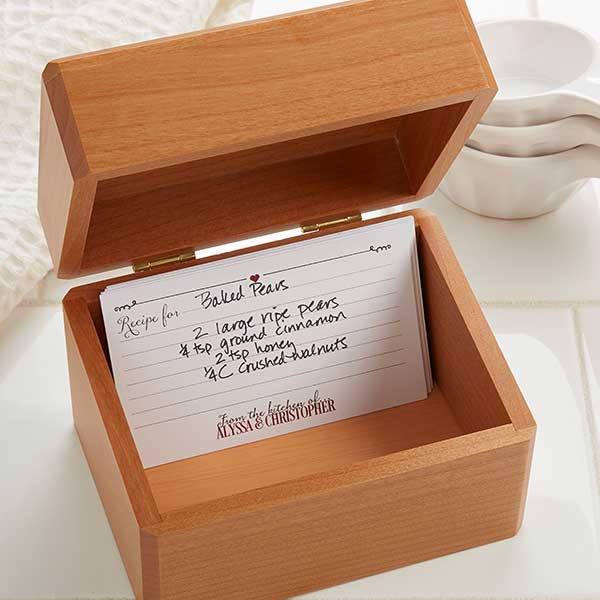 Recipe for Baked Pears
2 large ripe pears
¼ tsp ground cinnamon
2 tsp honey
¼ C crushed walnuts
From the kitchen of...
ALYSSA & CHRISTOPHER